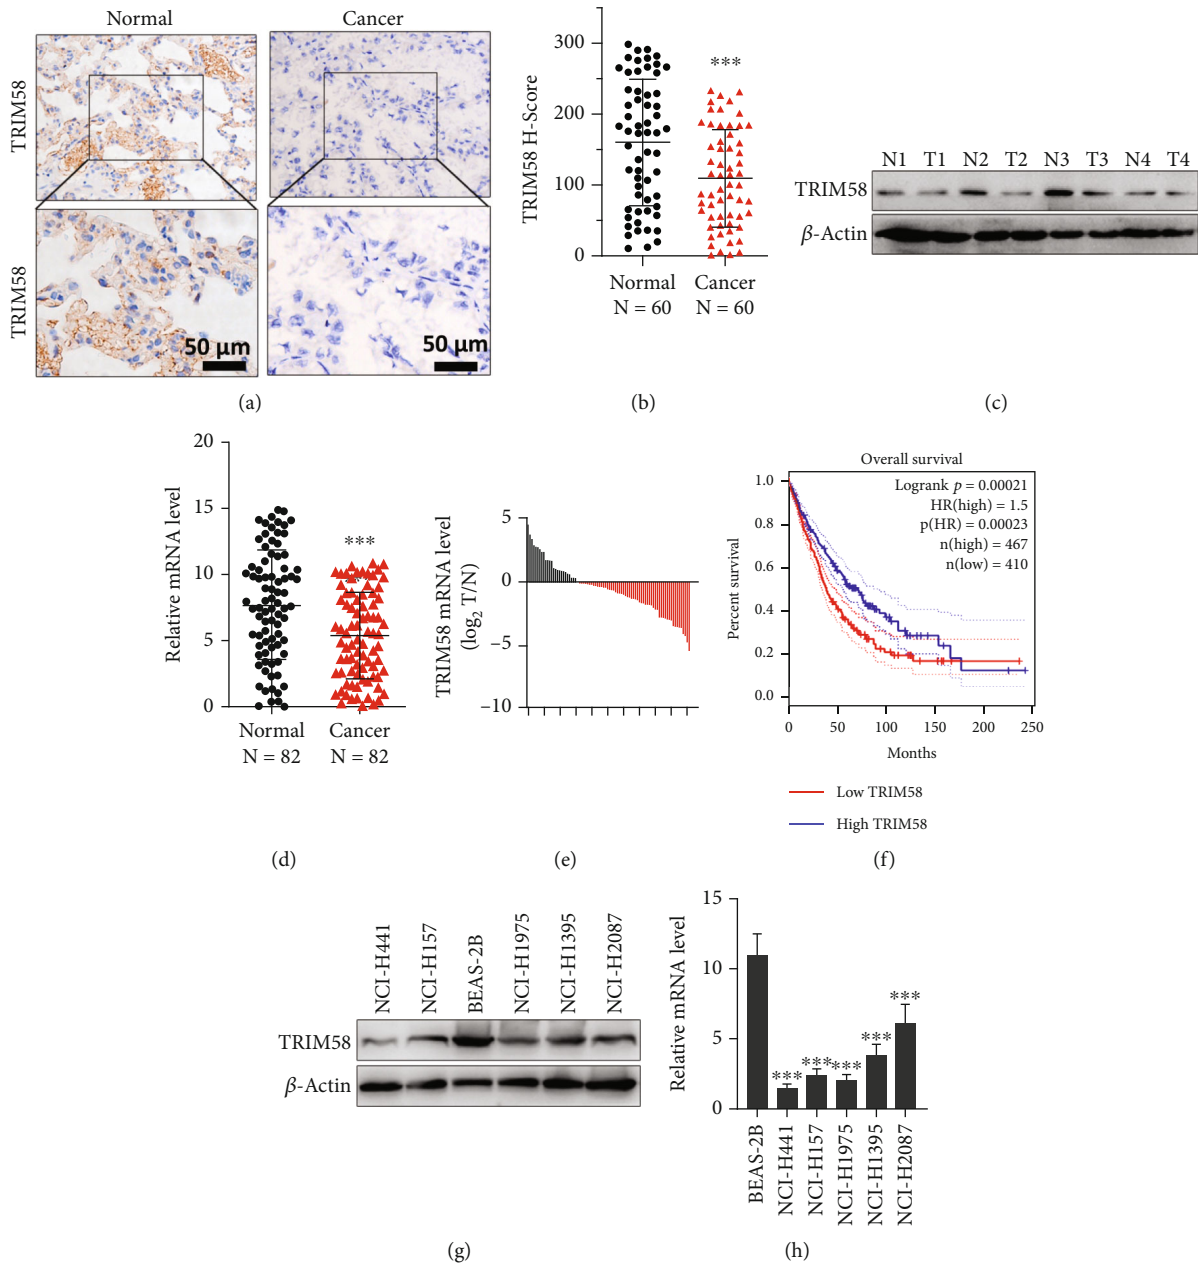 Normal
Cancer
TRIM58
TRIM58
50 μm
50 μm
(a)
TRIM58 H-Score
300
200
100
0
***
Normal
N = 60
Cancer
N = 60
(b)
N1 T1 N2 T2 N3 T3 N4 T4
TRIM58
β-Actin
(c)
Relative mRNA level
20
15
10
5
0
***
Normal
N = 82
Cancer
N = 82
(d)
TRIM58 mRNA level
(log2 T/N)
5
0
−5
−10
(e)
Overall survival
Percent survival
1.0
0.8
0.6
0.4
0.2
0.0
Logrank p = 0.00021
HR(high) = 1.5
p(HR) = 0.00023
n(high) = 467
n(low) = 410
0 50 100 150 200 250
Months
Low TRIM58
High TRIM58
(f)
NCI-H441
NCI-H157
BEAS-2B
NCI-H1975
NCI-H1395
NCI-H2087
TRIM58
β-Actin
(g)
Relative mRNA level
15
10
5
0
***
***
***
***
***
BEAS-2B
NCI-H441
NCI-H157
NCI-H1975
NCI-H1395
NCI-H2087
(h)